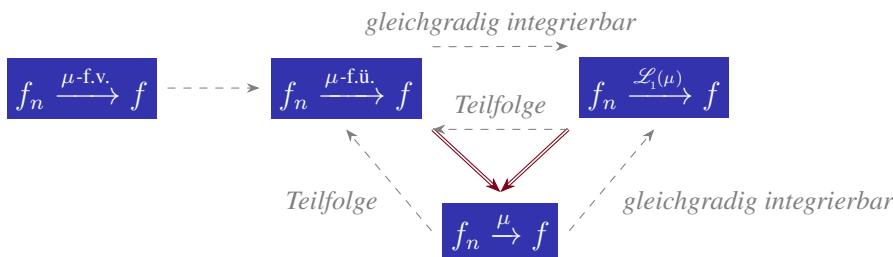 gleichgradig integrierbar
fₙ —μ-f.v.→ f
fₙ —μ-f.ü.→ f
fₙ —ℒ₁(μ)→ f
Teilfolge
Teilfolge
gleichgradig integrierbar
fₙ —μ→ f